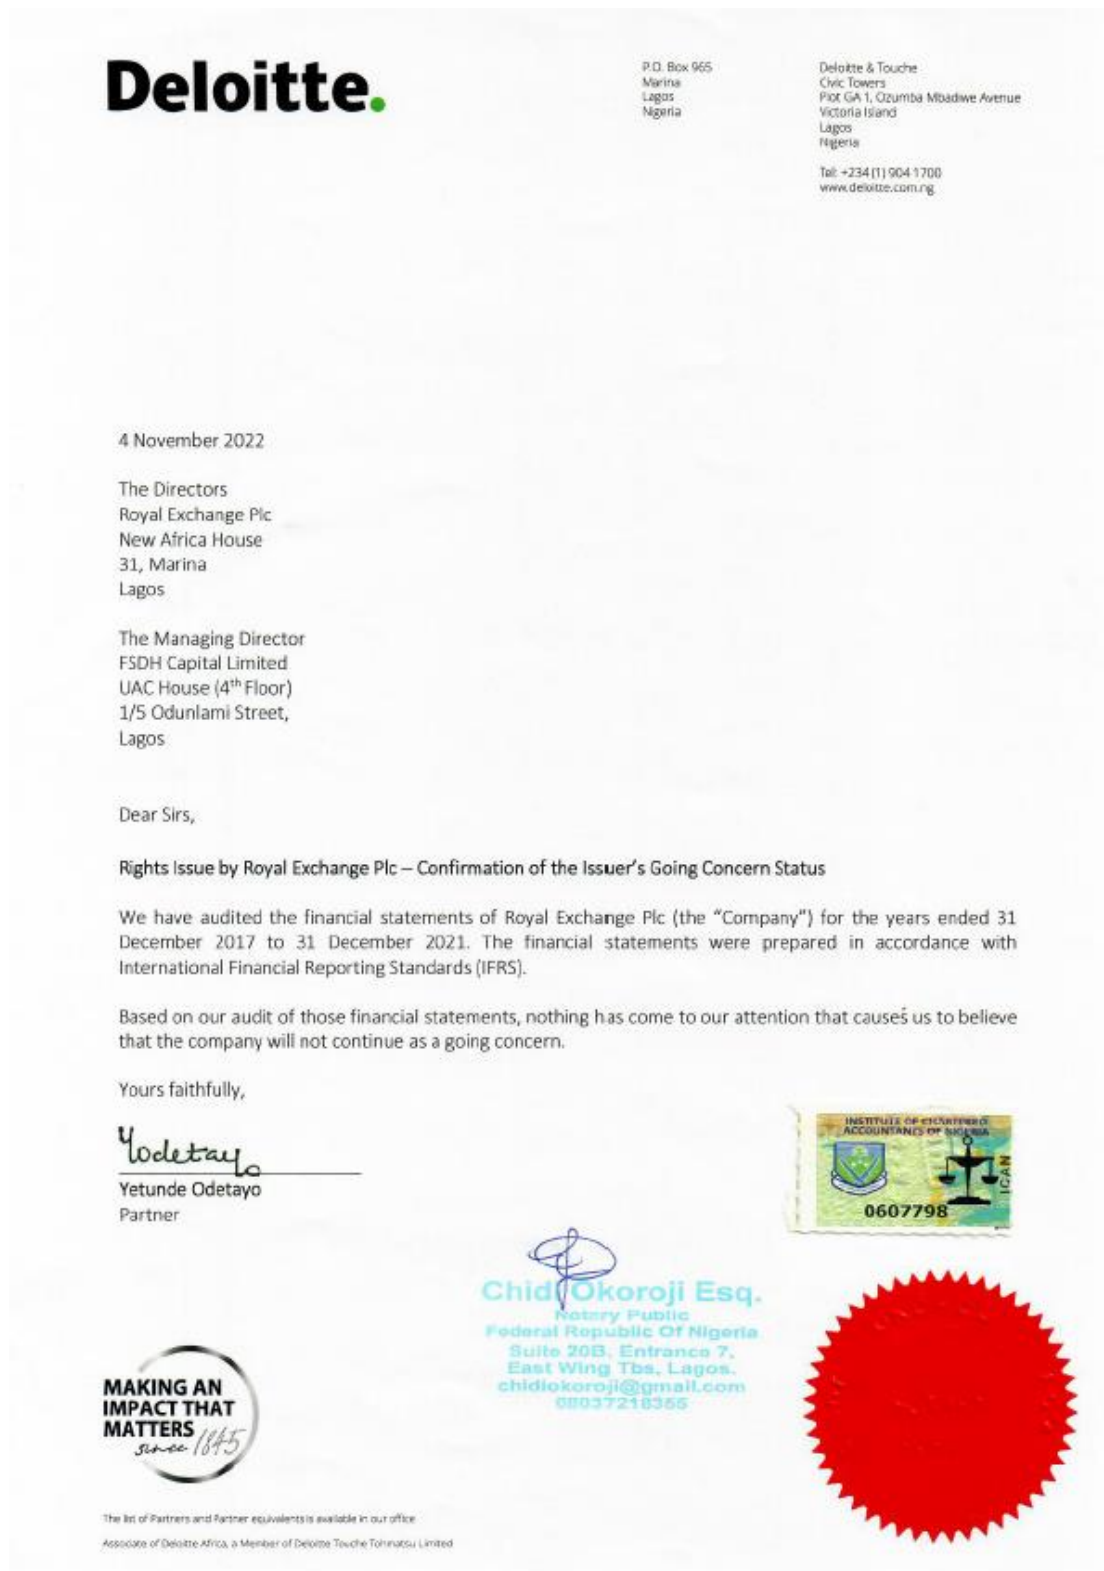 Deloitte.
P.O. Box 965
Marina
Lagos
Nigeria
Deloitte & Touche
Civic Towers
Plot GA 1, Ozumba Mbadiwe Avenue
Victoria Island
Lagos
Nigeria
Tel: +234 (1) 904 1700
www.deloitte.com.ng
4 November 2022
The Directors
Royal Exchange Plc
New Africa House
31, Marina
Lagos
The Managing Director
FSDH Capital Limited
UAC House (4th Floor)
1/5 Odunlami Street,
Lagos
Dear Sirs,
Rights Issue by Royal Exchange Plc – Confirmation of the Issuer's Going Concern Status
We have audited the financial statements of Royal Exchange Plc (the "Company") for the years ended 31
December 2017 to 31 December 2021. The financial statements were prepared in accordance with
International Financial Reporting Standards (IFRS).
Based on our audit of those financial statements, nothing has come to our attention that causes us to believe
that the company will not continue as a going concern.
Yours faithfully,
Yodetayo
Yetunde Odetayo
Partner
INSTITUTE OF CHARTERED
ACCOUNTANTS OF NIGERIA
ICAN
0607798
Chidi Okoroji Esq.
Notary Public
Federal Republic Of Nigeria
Suite 20B, Entrance 7,
East Wing Tbs, Lagos.
chidiokoroji@gmail.com
08037218355
MAKING AN
IMPACT THAT
MATTERS
since 1845
The list of Partners and Partner equivalents is available in our office
Associate of Deloitte Africa, a Member of Deloitte Touche Tohmatsu Limited